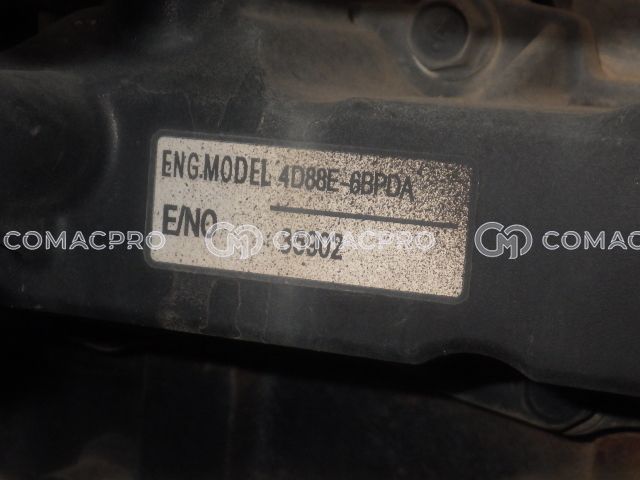 ENG.MODEL 4D88E-6BPDA
E/NO.
COMACPRO COMACPRO COMACPRO